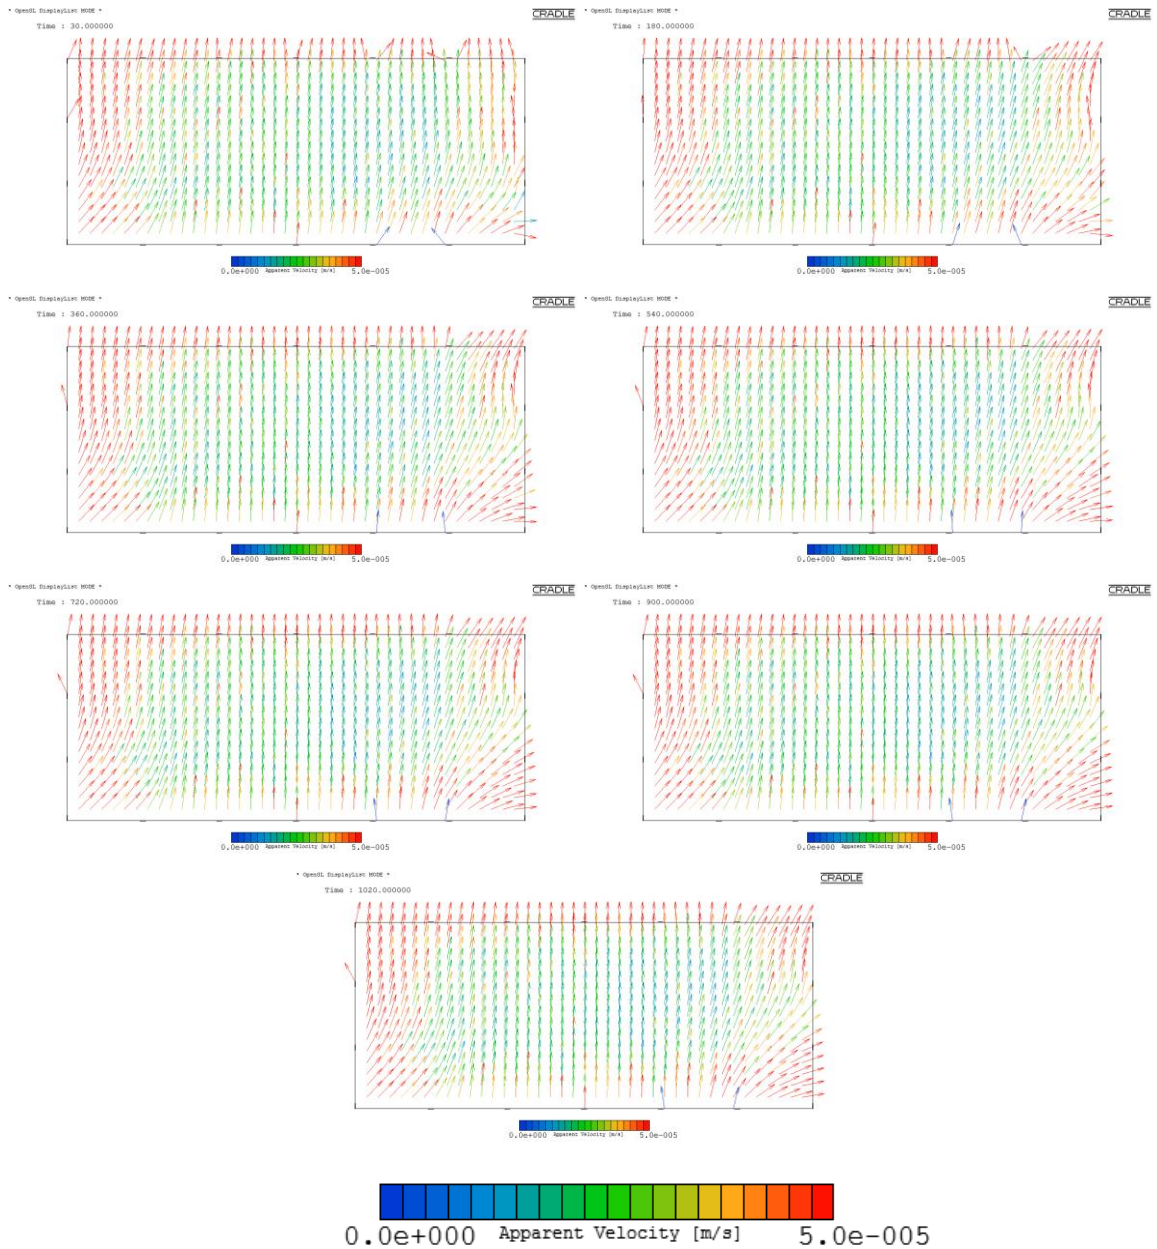 * OpenGL DisplayList MODE *
CRADLE
Time : 30.000000
0.0e+000 Apparent Velocity [m/s] 5.0e-005
* OpenGL DisplayList MODE *
CRADLE
Time : 180.000000
0.0e+000 Apparent Velocity [m/s] 5.0e-005
* OpenGL DisplayList MODE *
CRADLE
Time : 360.000000
0.0e+000 Apparent Velocity [m/s] 5.0e-005
* OpenGL DisplayList MODE *
CRADLE
Time : 540.000000
0.0e+000 Apparent Velocity [m/s] 5.0e-005
* OpenGL DisplayList MODE *
CRADLE
Time : 720.000000
0.0e+000 Apparent Velocity [m/s] 5.0e-005
* OpenGL DisplayList MODE *
CRADLE
Time : 900.000000
0.0e+000 Apparent Velocity [m/s] 5.0e-005
* OpenGL DisplayList MODE *
CRADLE
Time : 1020.000000
0.0e+000 Apparent Velocity [m/s] 5.0e-005
0.0e+000 Apparent Velocity [m/s] 5.0e-005